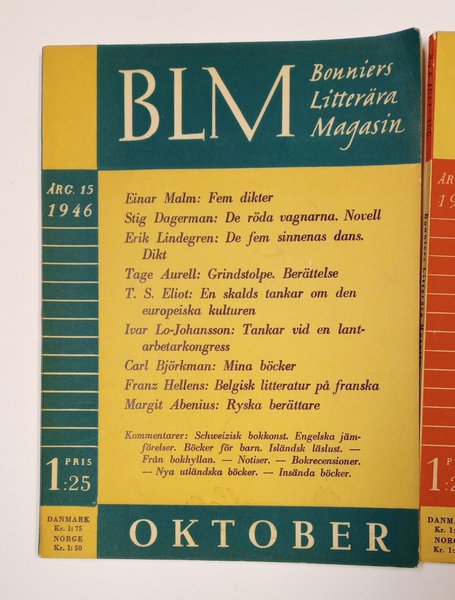 BLM
Bonniers
Litterära
Magasin
ÅRG. 15
1946
Einar Malm: Fem dikter
Stig Dagerman: De röda vagnarna. Novell
Erik Lindegren: De fem sinnenas dans.
Dikt
Tage Aurell: Grindstolpe. Berättelse
T. S. Eliot: En skalds tankar om den
europeiska kulturen
Ivar Lo-Johansson: Tankar vid en lant-
arbetarkongress
Carl Björkman: Mina böcker
Franz Hellens: Belgisk litteratur på franska
Margit Abenius: Ryska berättare
Kommentarer: Schweizisk bokkonst. Engelska jäm-
förelser. Böcker för barn. Isländsk läslust. —
Från bokhyllan. — Notiser. — Bokrecensioner.
— Nya utländska böcker. — Insända böcker.
PRIS
1:25
DANMARK
Kr. 1:75
NORGE
Kr. 1:50
OKTOBER
Bonniers Litterära